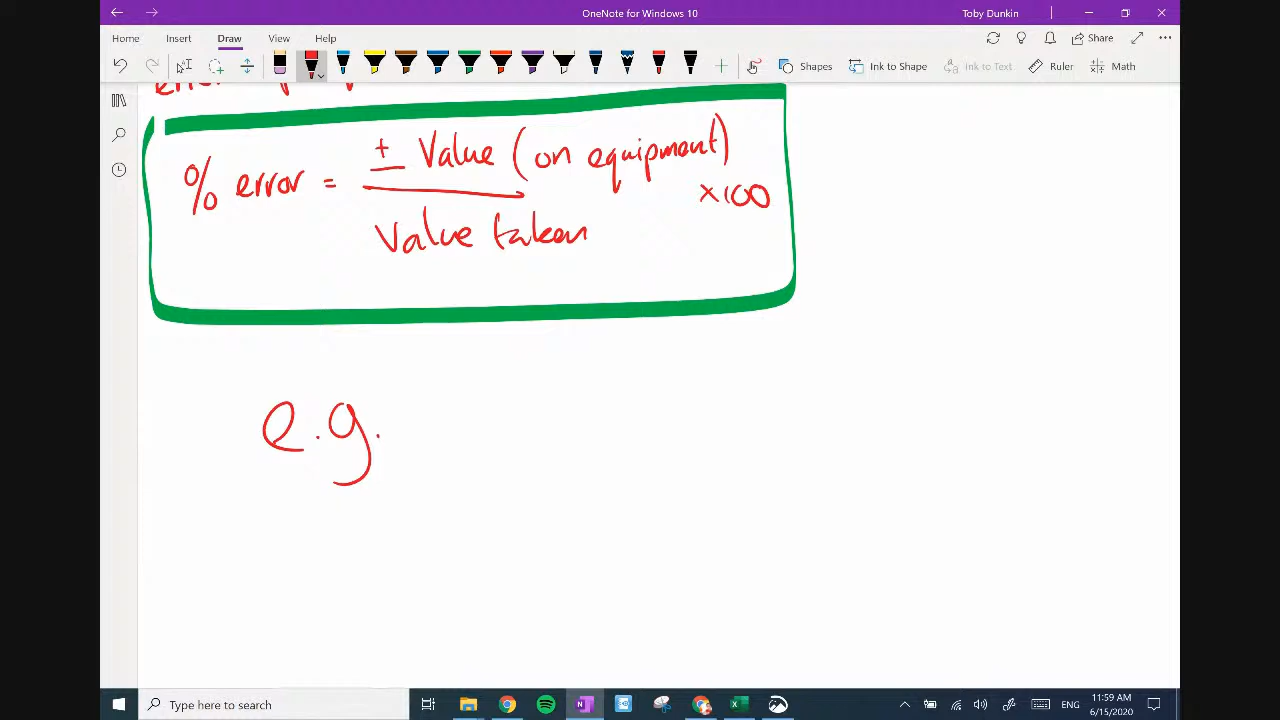 OneNote for Windows 10
Toby Dunkin
Home Insert Draw View Help
Share
Shapes Ink to Shape Ink to Text Ruler Math
% error = ± Value (on equipment) ×100
Value taken
e.g.
Type here to search
ENG
11:59 AM
6/15/2020